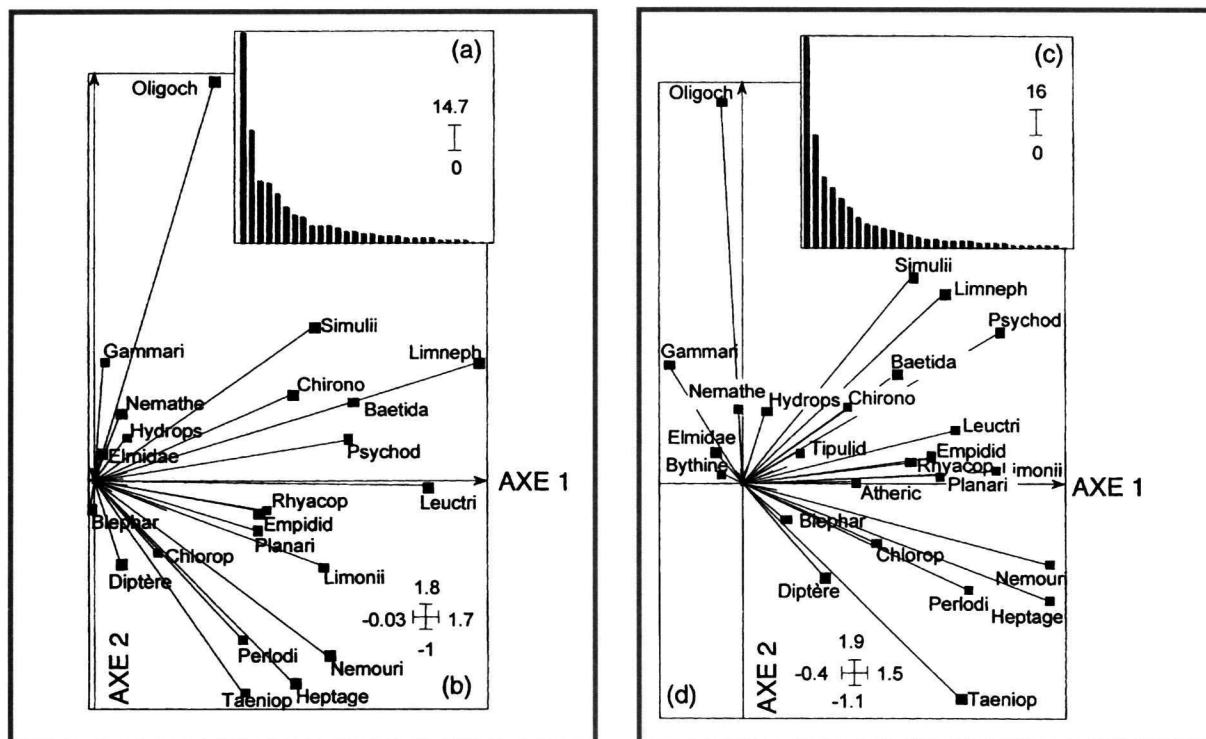 (a)
Oligoch
14.7
0
Simulii
Gammari
Limneph
Chirono
Nemathe
Baetida
Hydrops
Psychod
Elmidae
AXE 1
Leuctri
Rhyacop
Blephar
Empidid
Planari
Chlorop
Diptère
Limonii
1.8
-0.03
1.7
-1
AXE 2
Perlodi
Nemouri
Taeniop
Heptage
(b)
(c)
Oligoch
16
0
Simulii
Limneph
Psychod
Gammari
Baetida
Nemathe
Hydrops
Chirono
Leuctri
Elmidae
Tipulid
Empidid
Bythine
Rhyacop
Limonii
Planari
AXE 1
Atheric
Blephar
Chlorop
Nemouri
Diptère
Perlodi
Heptage
1.9
-0.4
1.5
-1.1
AXE 2
(d)
Taeniop